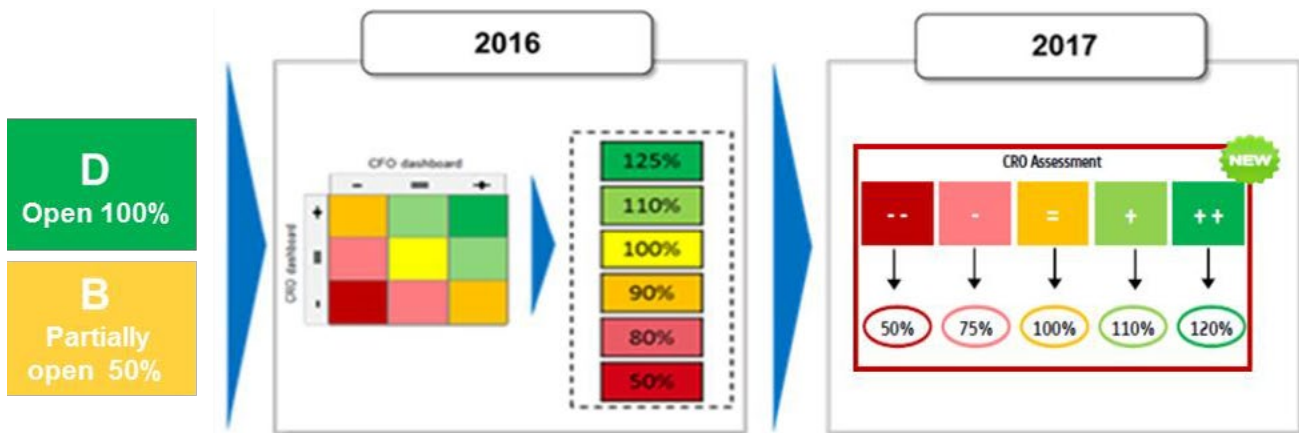 D
Open 100%
B
Partially
open 50%
2016
CFO dashboard
- = +
CRO dashboard
+
=
-
125%
110%
100%
90%
80%
50%
2017
CRO Assessment
NEW
-- - = + ++
50% 75% 100% 110% 120%